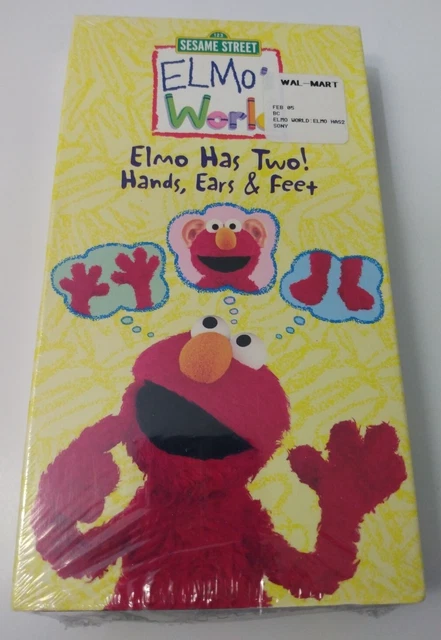 SESAME STREET
ELMO'
World
WAL-MART
FEB 05
BC
ELMO WORLD:ELMO HAS2
SONY
Elmo Has Two!
Hands, Ears & Feet